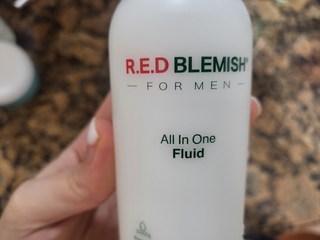 R.E.D BLEMISH®
FOR MEN
All In One
Fluid